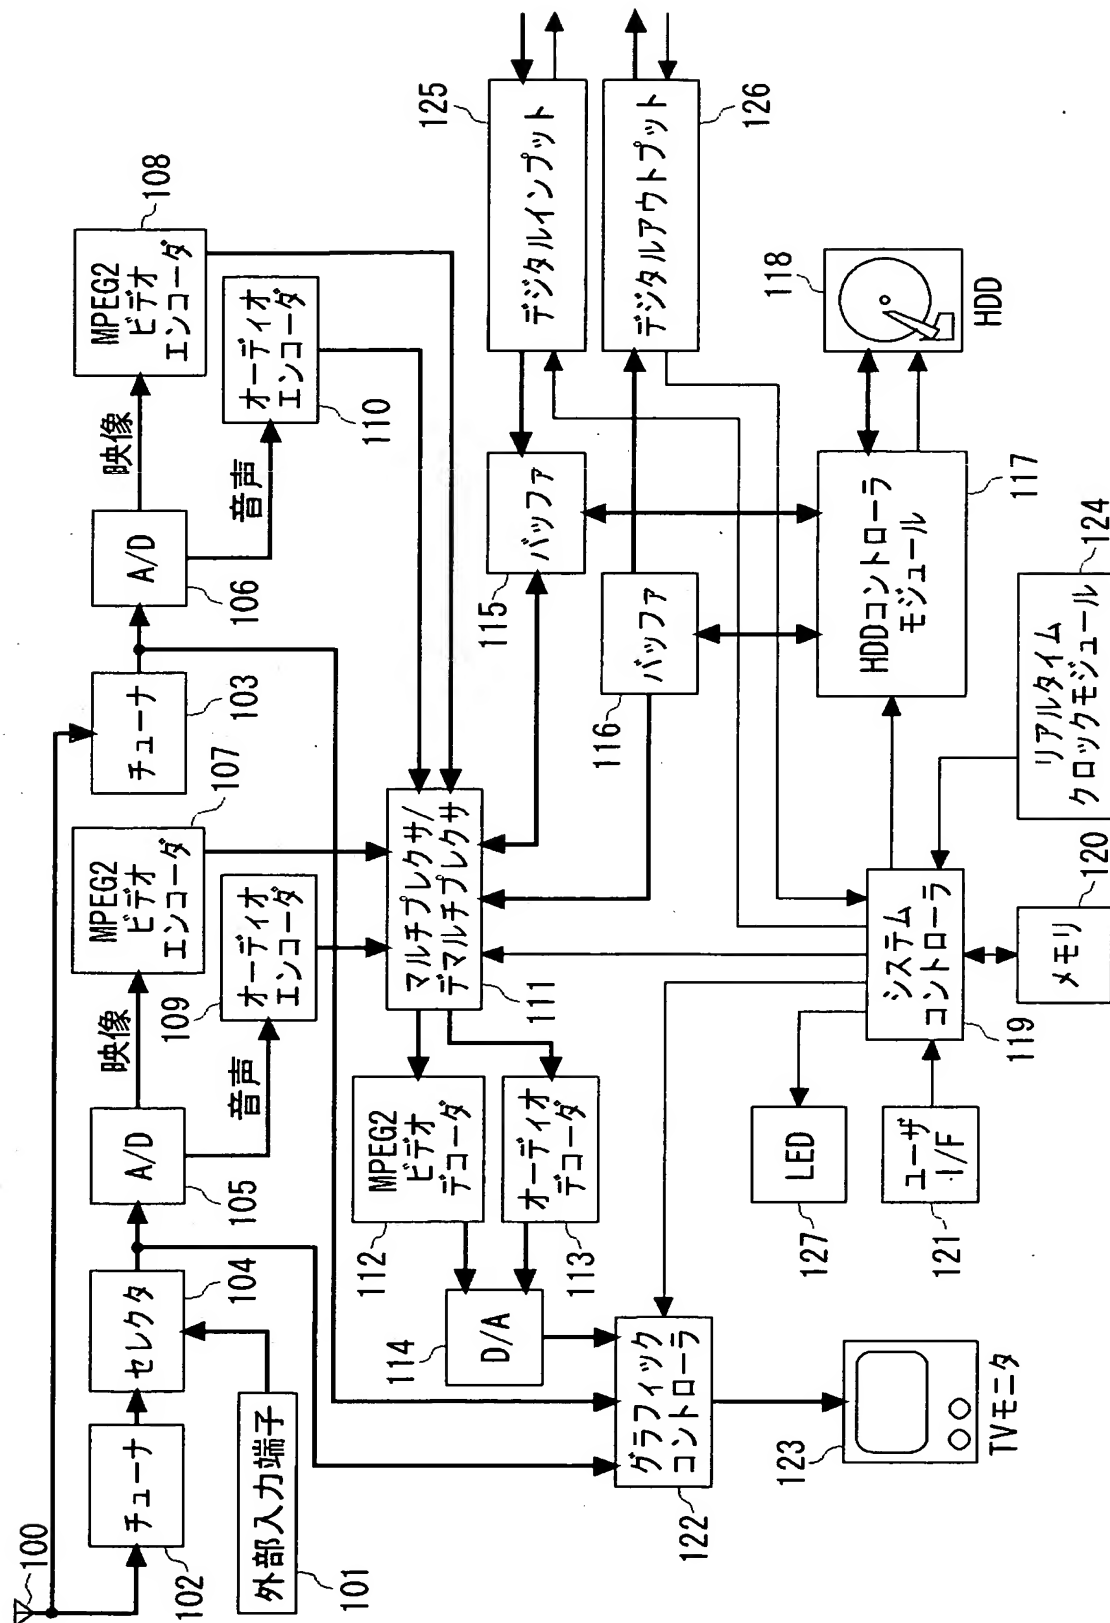 100
チューナ
102
外部入力端子
101
セレクタ
104
A/D
105
映像
音声
MPEG2
ビデオ
エンコーダ
107
オーディオ
エンコーダ
109
チューナ
103
A/D
106
映像
音声
MPEG2
ビデオ
エンコーダ
108
オーディオ
エンコーダ
110
マルチプレクサ/
デマルチプレクサ
111
MPEG2
ビデオ
デコーダ
112
オーディオ
デコーダ
113
D/A
114
バッファ
115
バッファ
116
デジタルインプット
125
デジタルアウトプット
126
HDDコントローラ
モジュール
117
118
HDD
グラフィック
コントローラ
122
TVモニタ
123
LED
127
ユーザ
I/F
121
システム
コントローラ
119
メモリ
120
リアルタイム
クロックモジュール
124